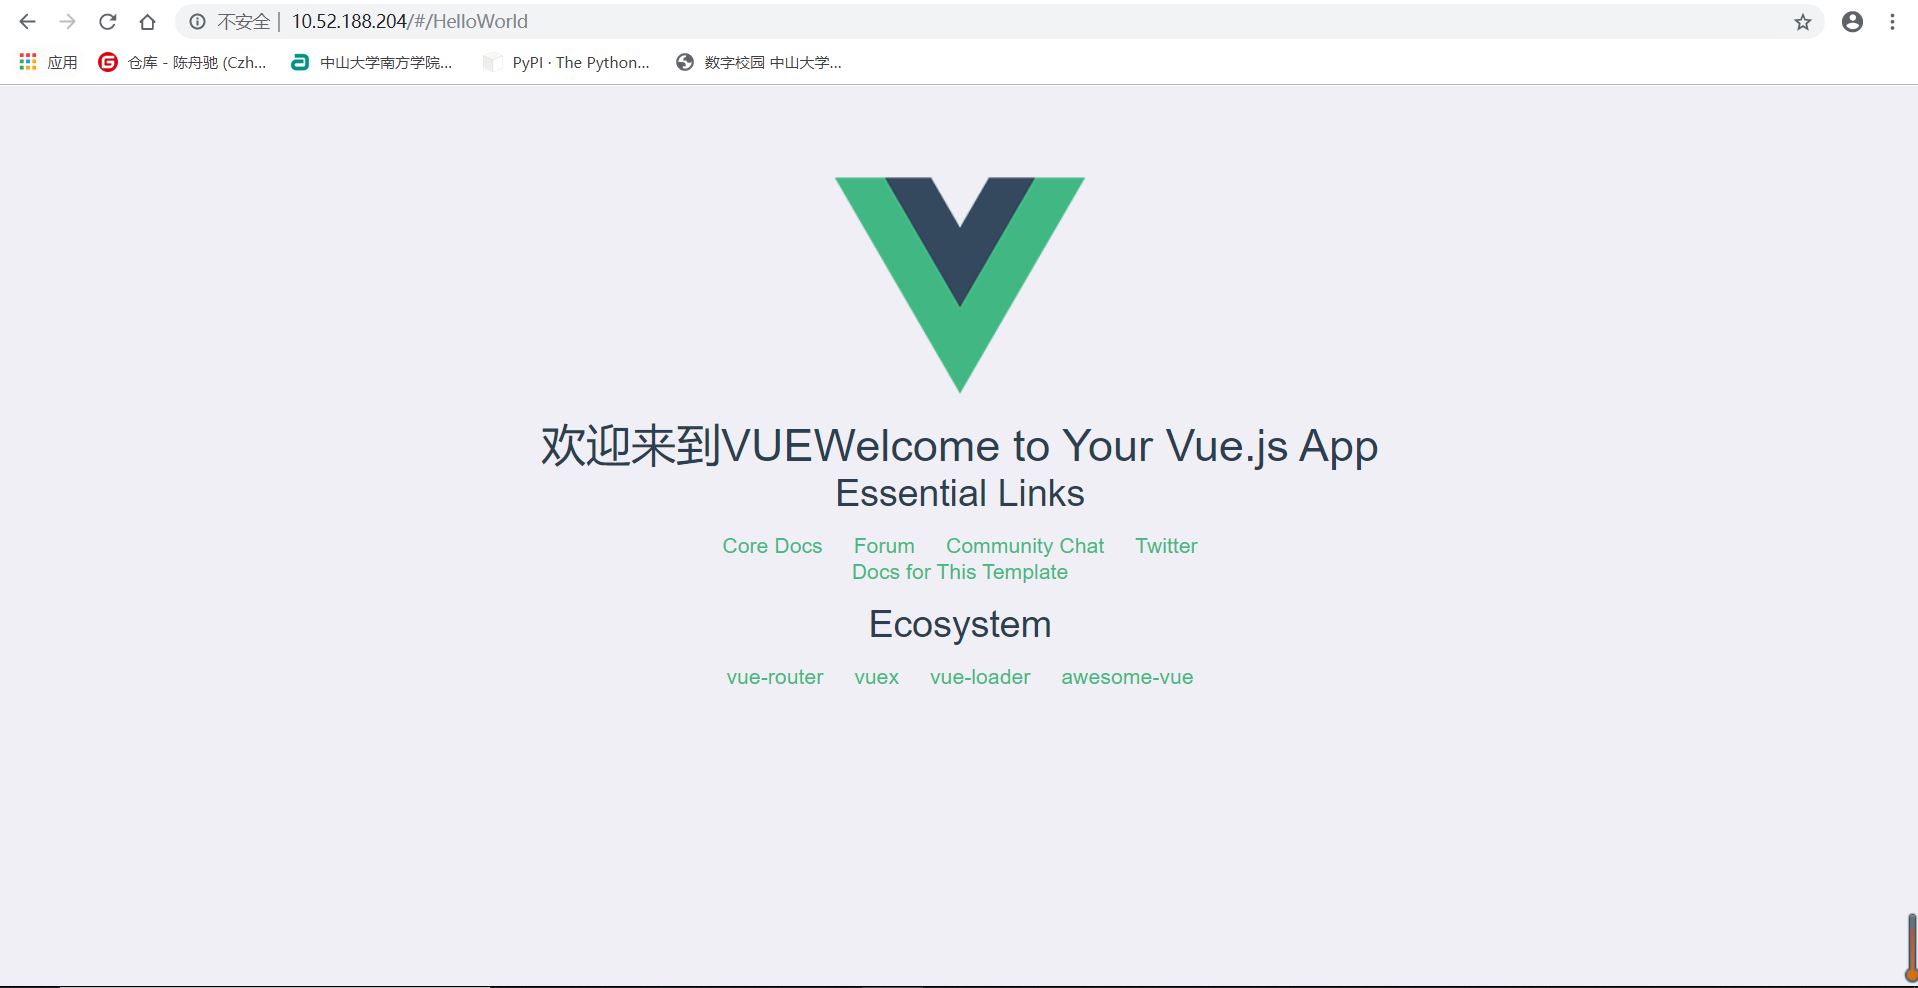 不安全 | 10.52.188.204/#/HelloWorld
应用 仓库 - 陈舟驰 (Czh... 中山大学南方学院... PyPI · The Python... 数字校园 中山大学...
欢迎来到VUEWelcome to Your Vue.js App
Essential Links
Core Docs Forum Community Chat Twitter
Docs for This Template
Ecosystem
vue-router vuex vue-loader awesome-vue